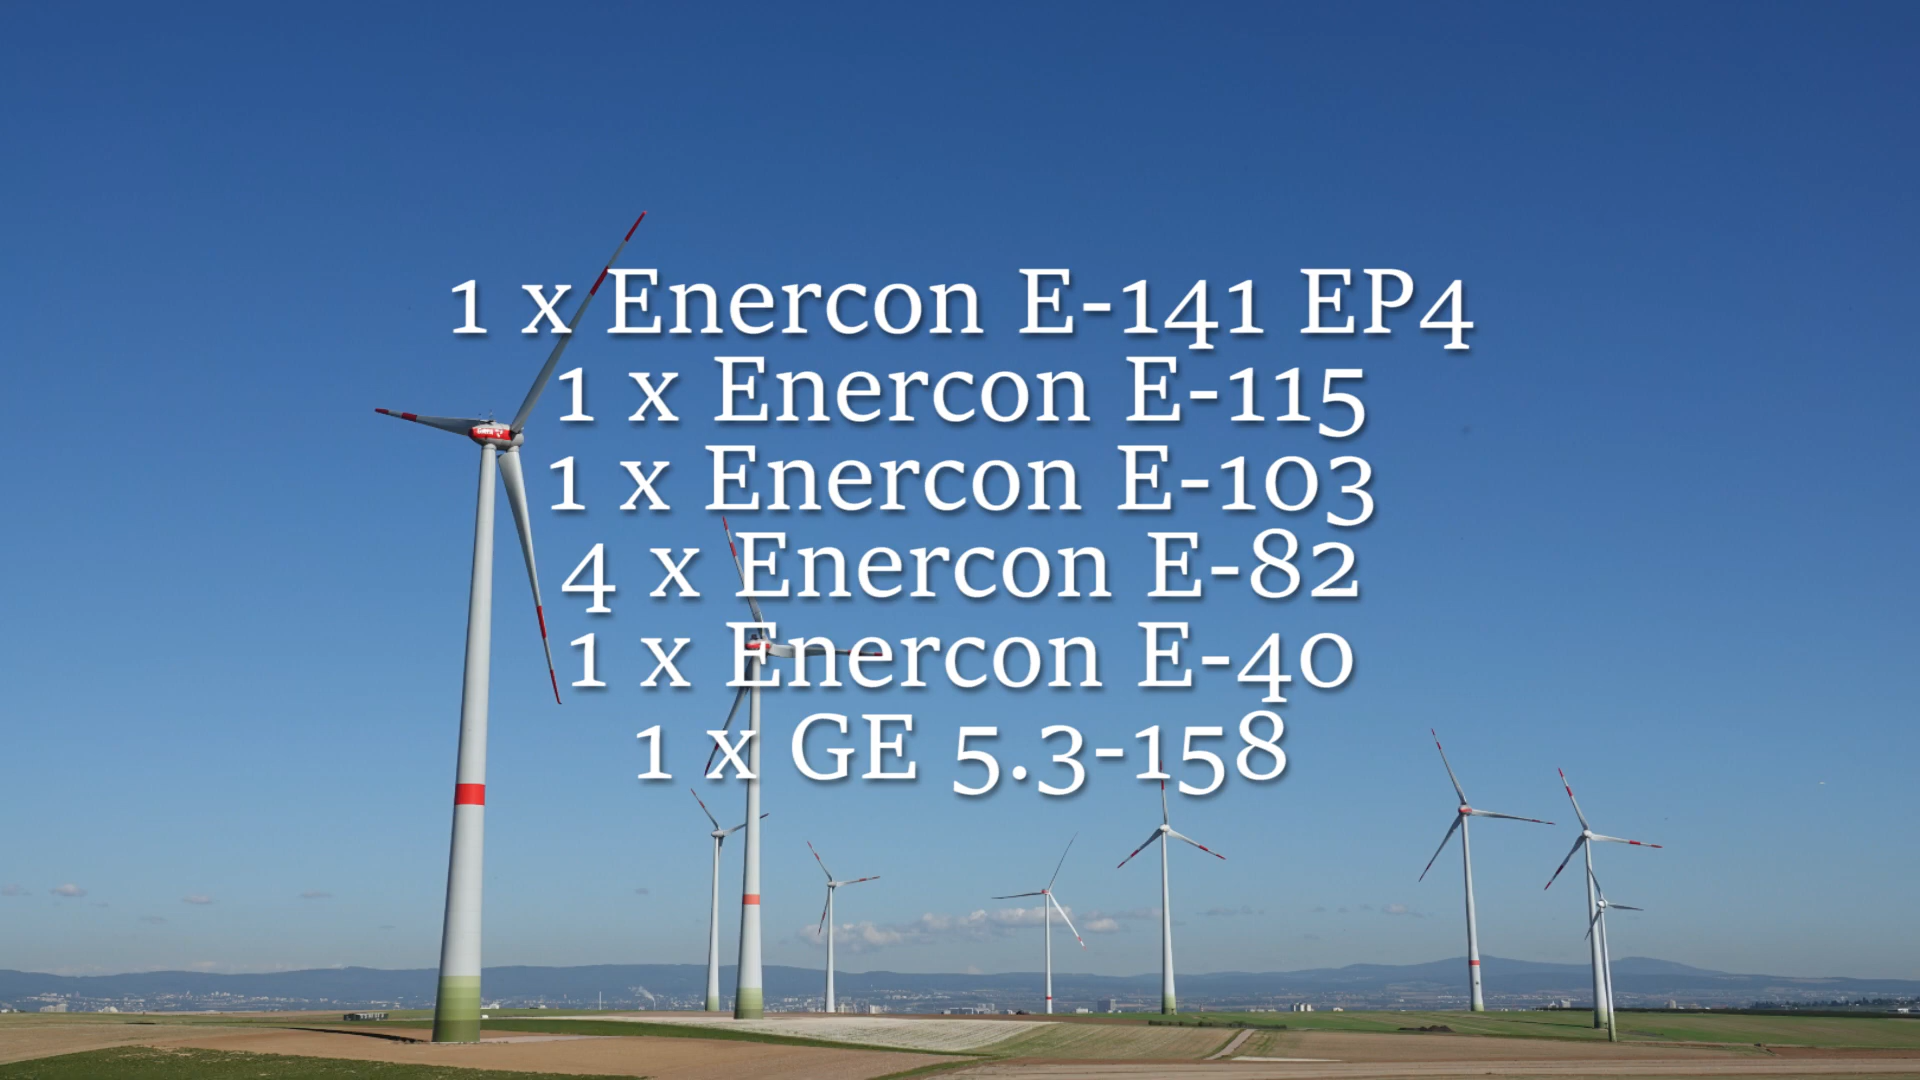 1 x Enercon E-141 EP4
1 x Enercon E-115
1 x Enercon E-103
4 x Enercon E-82
1 x Enercon E-40
1 x GE 5.3-158